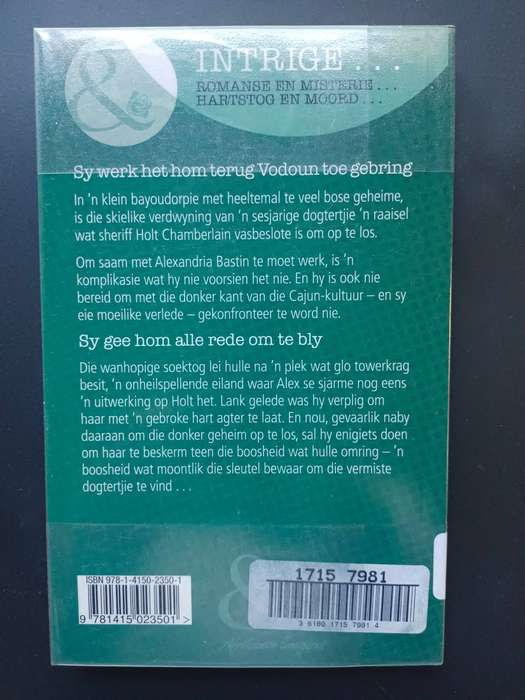 &
INTRIGE . . .
ROMANSE EN MISTERIE . . .
HARTSTOG EN MOORD . . .
Sy werk het hom terug Vodoun toe gebring
In 'n klein bayoudorpie met heeltemal te veel bose geheime,
is die skielike verdwyning van 'n sesjarige dogtertjie 'n raaisel
wat sheriff Holt Chamberlain vasbeslote is om op te los.
Om saam met Alexandria Bastin te moet werk, is 'n
komplikasie wat hy nie voorsien het nie. En hy is ook nie
bereid om met die donker kant van die Cajun-kultuur – en sy
eie moeilike verlede – gekonfronteer te word nie.
Sy gee hom alle rede om te bly
Die wanhopige soektog lei hulle na 'n plek wat glo towerkrag
besit, 'n onheilspellende eiland waar Alex se sjarme nog eens
'n uitwerking op Holt het. Lank gelede was hy verplig om
haar met 'n gebroke hart agter te laat. En nou, gevaarlik naby
daaraan om die donker geheim op te los, sal hy enigiets doen
om haar te beskerm teen die boosheid wat hulle omring – 'n
boosheid wat moontlik die sleutel bewaar om die vermiste
dogtertjie te vind . . .
ISBN 978-1-4150-2350-1
9 781415 023501 >
1715 7981
3 6180 1715 7981 4